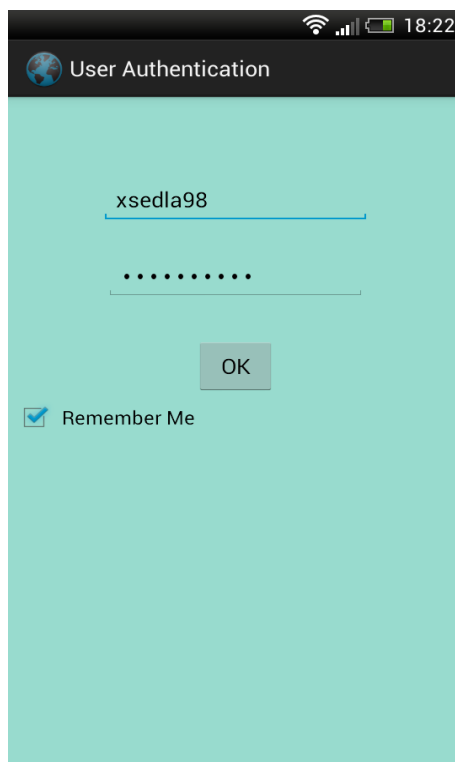 18:22
User Authentication
xsedla98
••••••••••
OK
Remember Me